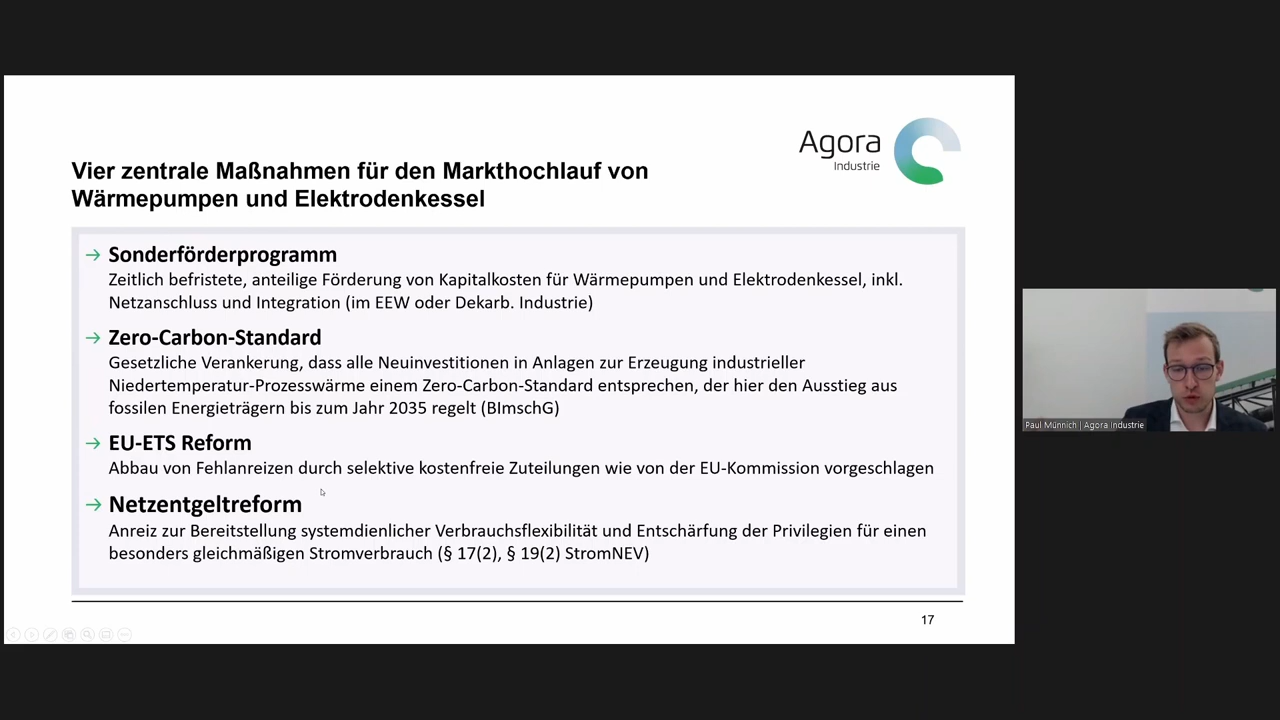 Agora
Industrie
Vier zentrale Maßnahmen für den Markthochlauf von
Wärmepumpen und Elektrodenkessel
→ Sonderförderprogramm
Zeitlich befristete, anteilige Förderung von Kapitalkosten für Wärmepumpen und Elektrodenkessel, inkl.
Netzanschluss und Integration (im EEW oder Dekarb. Industrie)
→ Zero-Carbon-Standard
Gesetzliche Verankerung, dass alle Neuinvestitionen in Anlagen zur Erzeugung industrieller
Niedertemperatur-Prozesswärme einem Zero-Carbon-Standard entsprechen, der hier den Ausstieg aus
fossilen Energieträgern bis zum Jahr 2035 regelt (BImschG)
→ EU-ETS Reform
Abbau von Fehlanreizen durch selektive kostenfreie Zuteilungen wie von der EU-Kommission vorgeschlagen
→ Netzentgeltreform
Anreiz zur Bereitstellung systemdienlicher Verbrauchsflexibilität und Entschärfung der Privilegien für einen
besonders gleichmäßigen Stromverbrauch (§ 17(2), § 19(2) StromNEV)
17
Paul Münnich | Agora Industrie